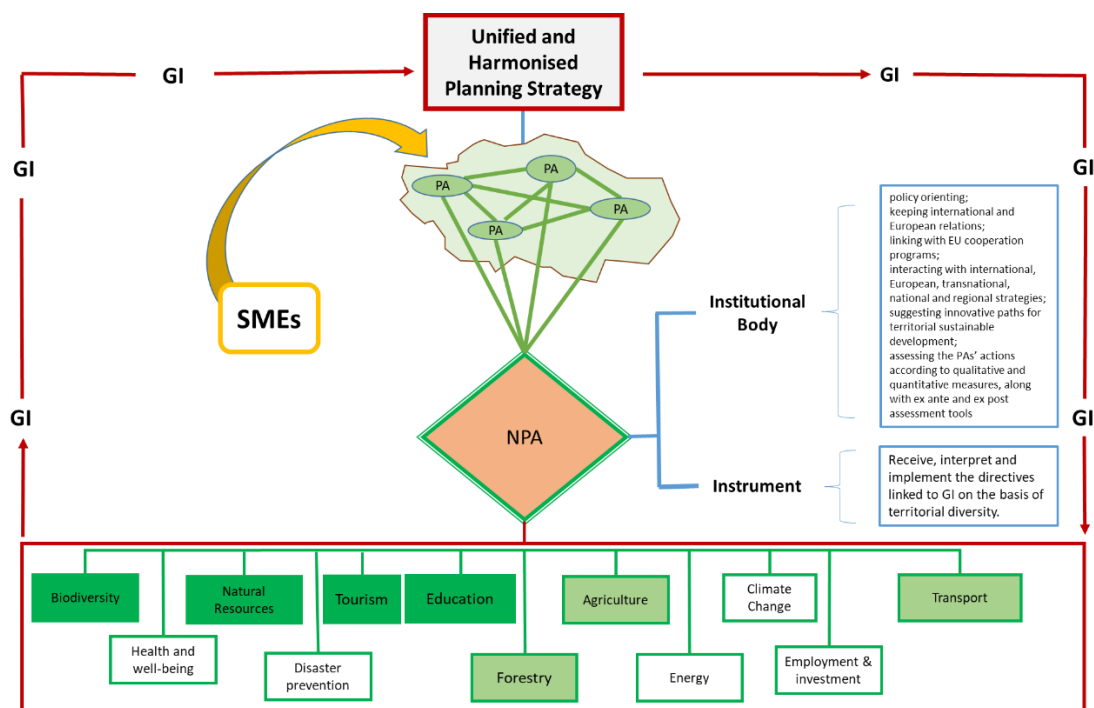 Unified and
Harmonised
Planning Strategy
GI
GI
GI
GI
GI
GI
PA
PA
PA
PA
SMEs
NPA
Institutional
Body
policy orienting;
keeping international and
European relations;
linking with EU cooperation
programs;
interacting with international,
European, transnational,
national and regional strategies;
suggesting innovative paths for
territorial sustainable
development;
assessing the PAs' actions
according to qualitative and
quantitative measures, along
with ex ante and ex post
assessment tools
Instrument
Receive, interpret and
implement the directives
linked to GI on the basis of
territorial diversity.
Biodiversity
Natural
Resources
Tourism
Education
Agriculture
Climate
Change
Transport
Health and
well-being
Disaster
prevention
Forestry
Energy
Employment &
investment